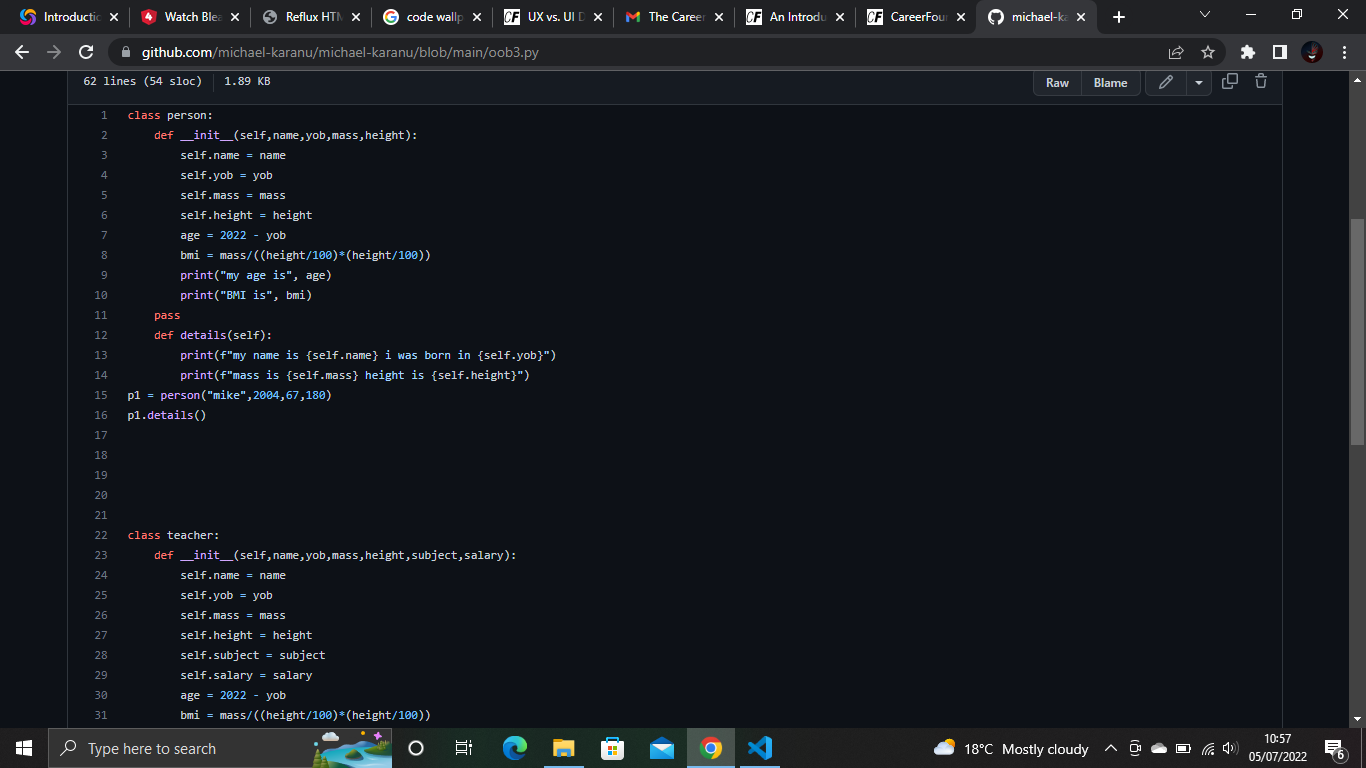 Introductic
Watch Blea
Reflux HTM
code wallp
UX vs. UI D
The Career
An Introdu
CareerFour
michael-ka
github.com/michael-karanu/michael-karanu/blob/main/oob3.py
62 lines (54 sloc) 1.89 KB
Raw Blame
1 class person:
2 def __init__(self,name,yob,mass,height):
3 self.name = name
4 self.yob = yob
5 self.mass = mass
6 self.height = height
7 age = 2022 - yob
8 bmi = mass/((height/100)*(height/100))
9 print("my age is", age)
10 print("BMI is", bmi)
11 pass
12 def details(self):
13 print(f"my name is {self.name} i was born in {self.yob}")
14 print(f"mass is {self.mass} height is {self.height}")
15 p1 = person("mike",2004,67,180)
16 p1.details()
17
18
19
20
21
22 class teacher:
23 def __init__(self,name,yob,mass,height,subject,salary):
24 self.name = name
25 self.yob = yob
26 self.mass = mass
27 self.height = height
28 self.subject = subject
29 self.salary = salary
30 age = 2022 - yob
31 bmi = mass/((height/100)*(height/100))
Type here to search
18°C Mostly cloudy
10:57
05/07/2022
6